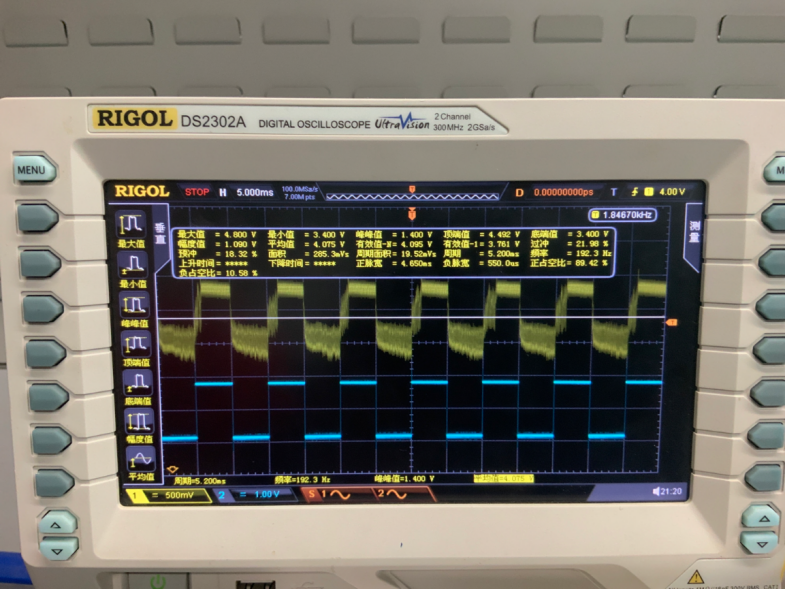 RIGOL DS2302A DIGITAL OSCILLOSCOPE UltraVision 2 Channel 300MHz 2GSa/s
MENU
RIGOL STOP H 5.000ms 100.0MSa/s 7.00M pts D 0.00000000ps T 1 4.00 V
1 1.84670kHz
垂直
测量
最大值 = 4.800 V 最小值 = 3.400 V 峰峰值 = 1.400 V 顶端值 = 4.492 V 底端值 = 3.400 V
幅度值 = 1.090 V 平均值 = 4.075 V 有效值-N = 4.095 V 有效值-1 = 3.761 V 过冲 = 21.98 %
预冲 = 18.32 % 面积 = 285.3mVs 周期面积 = 19.52mVs 周期 = 5.200ms 频率 = 192.3 Hz
上升时间 = ***** 下降时间 = ***** 正脉宽 = 4.650ms 负脉宽 = 550.0us 正占空比 = 89.42 %
负占空比 = 10.58 %
最大值
最小值
峰峰值
顶端值
底端值
幅度值
平均值
周期=5.200ms 频率=192.3 Hz 峰峰值=1.400 V 平均值=4.075 V
1 = 500mV 2 = 1.00V S 1 2 21:20